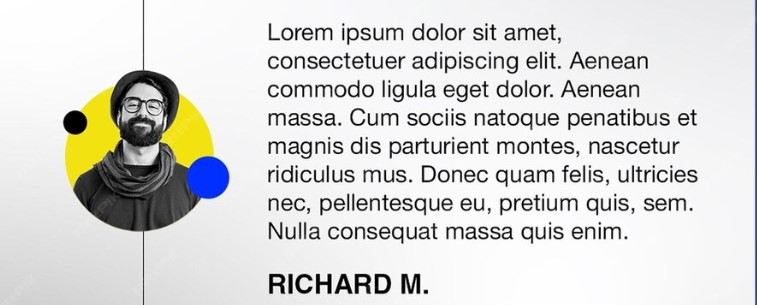 Lorem ipsum dolor sit amet,
consectetuer adipiscing elit. Aenean
commodo ligula eget dolor. Aenean
massa. Cum sociis natoque penatibus et
magnis dis parturient montes, nascetur
ridiculus mus. Donec quam felis, ultricies
nec, pellentesque eu, pretium quis, sem.
Nulla consequat massa quis enim.
RICHARD M.